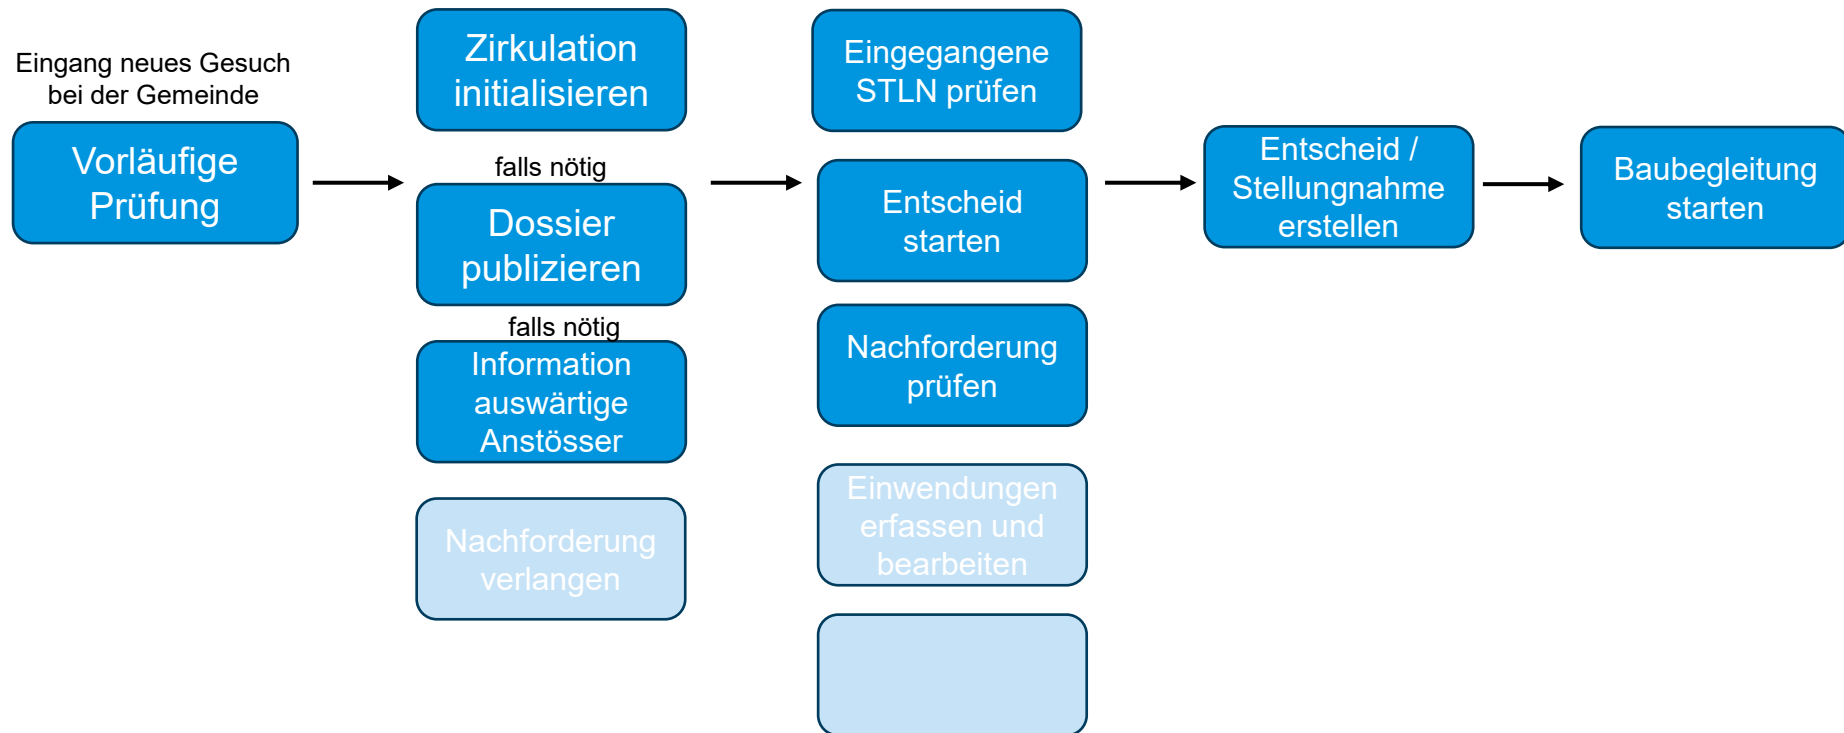 Eingang neues Gesuch
bei der Gemeinde
Vorläufige
Prüfung
Zirkulation
initialisieren
falls nötig
Dossier
publizieren
falls nötig
Information
auswärtige
Anstösser
Nachforderung
verlangen
Eingegangene
STLN prüfen
Entscheid
starten
Nachforderung
prüfen
Einwendungen
erfassen und
bearbeiten
Entscheid /
Stellungnahme
erstellen
Baubegleitung
starten